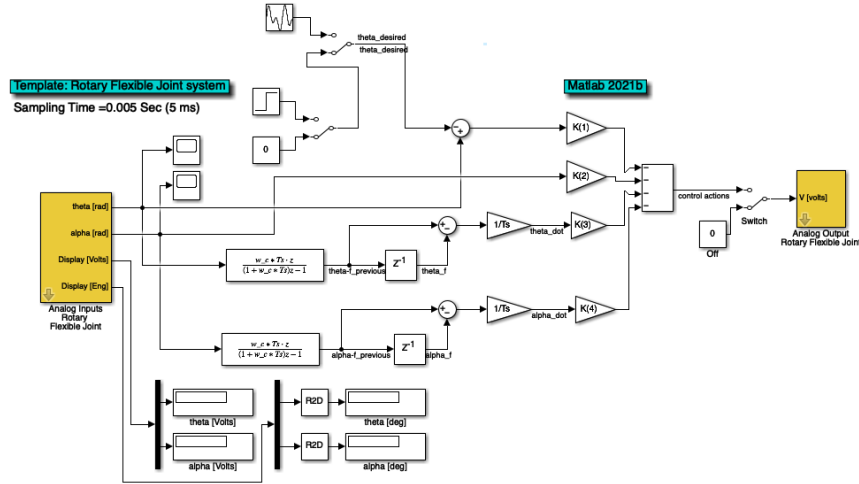 theta_desired
theta_desired
Template: Rotary Flexible Joint system
Matlab 2021b
Sampling Time =0.005 Sec (5 ms)
0
K(1)
K(2)
control actions
Switch
0
Off
V [volts]
Analog Output
Rotary Flexible Join
theta [rad]
alpha [rad]
Display [Volts]
Display [Eng]
Analog Inputs
Rotary
Flexible Joint
w_c * Ts · z
(1 + w_c * Ts)z − 1
theta-f_previous
Z-1
theta_f
1/Ts
theta_dot
K(3)
w_c * Ts · z
(1 + w_c * Ts)z − 1
alpha-f_previous
Z-1
alpha_f
1/Ts
alpha_dot
K(4)
theta [Volts]
R2D
theta [deg]
alpha [Volts]
R2D
alpha [deg]